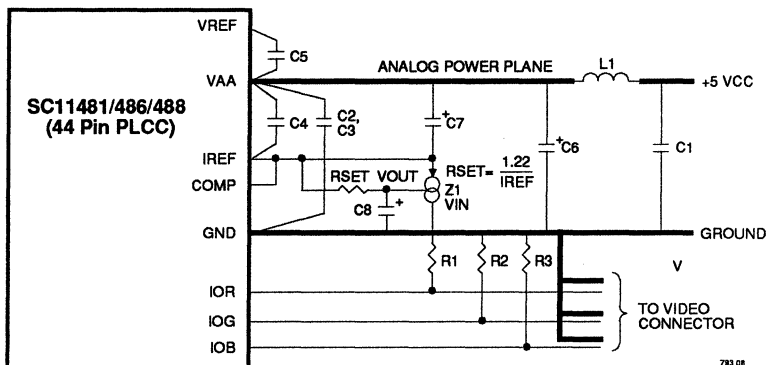 VREF
C5
VAA
ANALOG POWER PLANE
L1
+5 VCC
SC11481/486/488
(44 Pin PLCC)
C4
C2,
C3
+
C7
+
C6
C1
IREF
RSET VOUT
RSET= 1.22
IREF
COMP
Z1
VIN
C8
+
GND
GROUND
R1
R2
R3
V
IOR
IOG
TO VIDEO
CONNECTOR
IOB
793 08